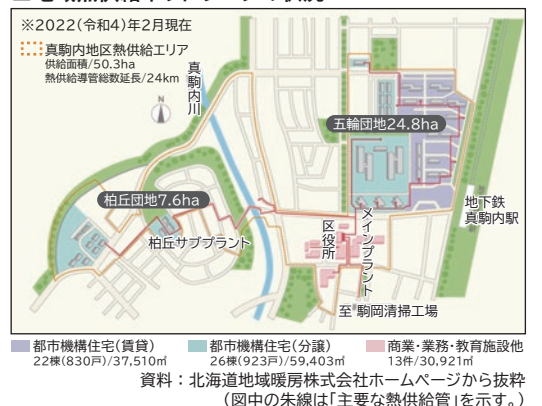 ※2022(令和4)年2月現在
真駒内地区熱供給エリア
供給面積/50.3ha
熱供給導管総数延長/24km
真駒内川
N
五輪団地24.8ha
柏丘団地7.6ha
柏丘サブプラント
区役所
メインプラント
地下鉄
真駒内駅
至 駒岡清掃工場
都市機構住宅(賃貸)
22棟(830戸)/37,510㎡
都市機構住宅(分譲)
26棟(923戸)/59,403㎡
商業・業務・教育施設他
13件/30,921㎡
資料：北海道地域暖房株式会社ホームページから抜粋
(図中の朱線は「主要な熱供給管」を示す。)